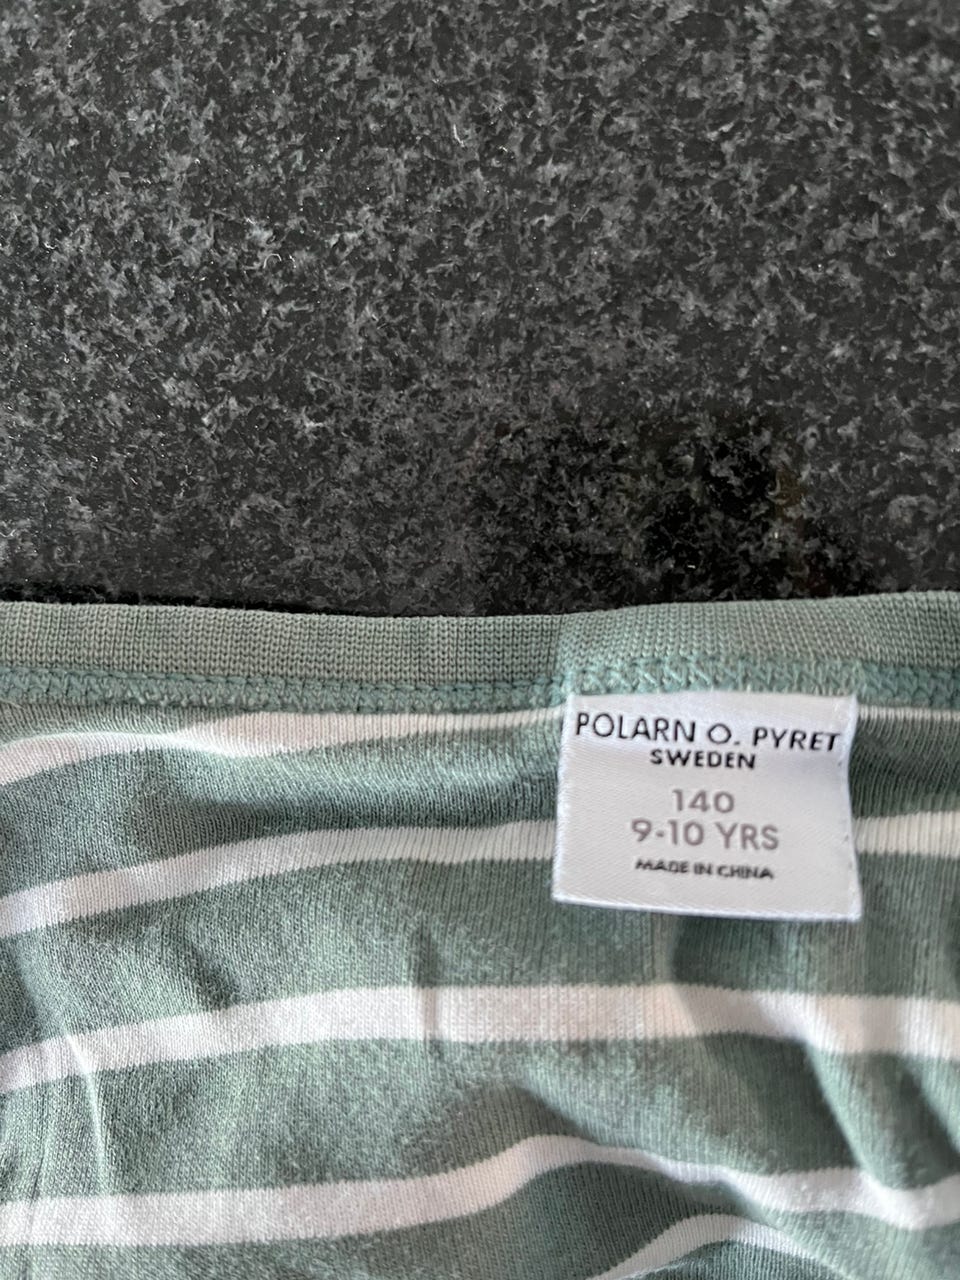 POLARN O. PYRET
SWEDEN
140
9-10 YRS
MADE IN CHINA